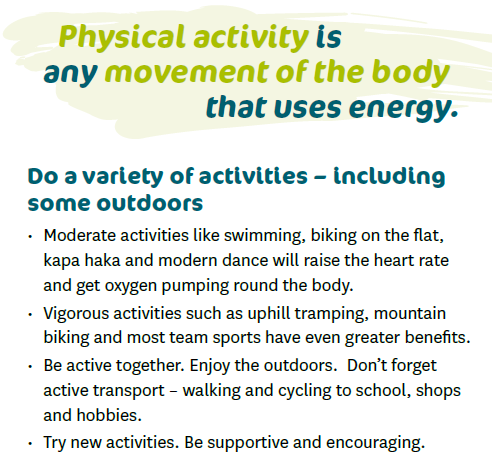 Physical activity is
any movement of the body
that uses energy.
Do a variety of activities – including
some outdoors
• Moderate activities like swimming, biking on the flat,
kapa haka and modern dance will raise the heart rate
and get oxygen pumping round the body.
• Vigorous activities such as uphill tramping, mountain
biking and most team sports have even greater benefits.
• Be active together. Enjoy the outdoors.  Don’t forget
active transport – walking and cycling to school, shops
and hobbies.
• Try new activities. Be supportive and encouraging.